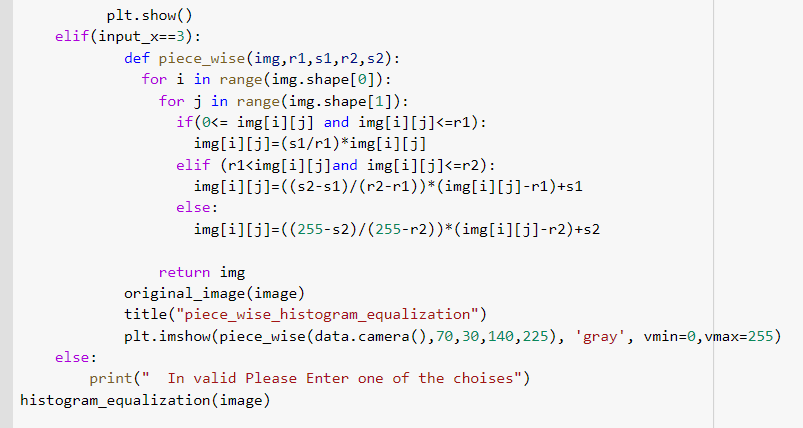 plt.show()
elif(input_x==3):
def piece_wise(img,r1,s1,r2,s2):
for i in range(img.shape[0]):
for j in range(img.shape[1]):
if(0<= img[i][j] and img[i][j]<=r1):
img[i][j]=(s1/r1)*img[i][j]
elif (r1<img[i][j]and img[i][j]<=r2):
img[i][j]=((s2-s1)/(r2-r1))*(img[i][j]-r1)+s1
else:
img[i][j]=((255-s2)/(255-r2))*(img[i][j]-r2)+s2
return img
original_image(image)
title("piece_wise_histogram_equalization")
plt.imshow(piece_wise(data.camera(),70,30,140,225), 'gray', vmin=0,vmax=255)
else:
print("  In valid Please Enter one of the choises")
histogram_equalization(image)